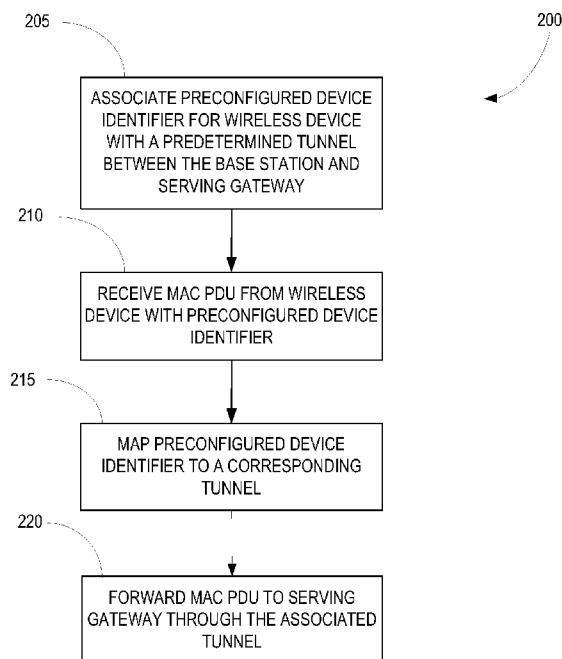 205
200
ASSOCIATE PRECONFIGURED DEVICE
IDENTIFIER FOR WIRELESS DEVICE
WITH A PREDETERMINED TUNNEL
BETWEEN THE BASE STATION AND
SERVING GATEWAY
210
RECEIVE MAC PDU FROM WIRELESS
DEVICE WITH PRECONFIGURED DEVICE
IDENTIFIER
215
MAP PRECONFIGURED DEVICE
IDENTIFIER TO A CORRESPONDING
TUNNEL
220
FORWARD MAC PDU TO SERVING
GATEWAY THROUGH THE ASSOCIATED
TUNNEL